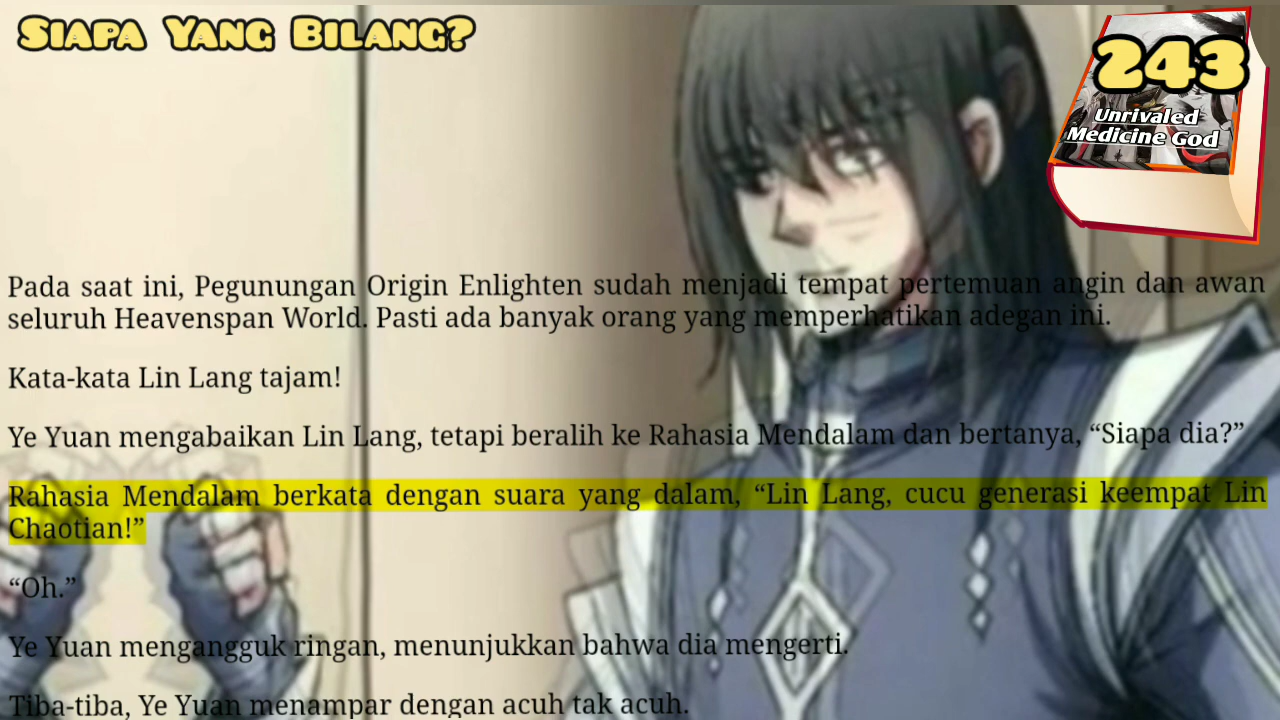 Siapa Yang Bilang?
243
Unrivaled
Medicine God
Pada saat ini, Pegunungan Origin Enlighten sudah menjadi tempat pertemuan angin dan awan
seluruh Heavenspan World. Pasti ada banyak orang yang memperhatikan adegan ini.
Kata-kata Lin Lang tajam!
Ye Yuan mengabaikan Lin Lang, tetapi beralih ke Rahasia Mendalam dan bertanya, “Siapa dia?”
Rahasia Mendalam berkata dengan suara yang dalam, “Lin Lang, cucu generasi keempat Lin
Chaotian!”
“Oh.”
Ye Yuan mengangguk ringan, menunjukkan bahwa dia mengerti.
Tiba-tiba, Ye Yuan menampar dengan acuh tak acuh.